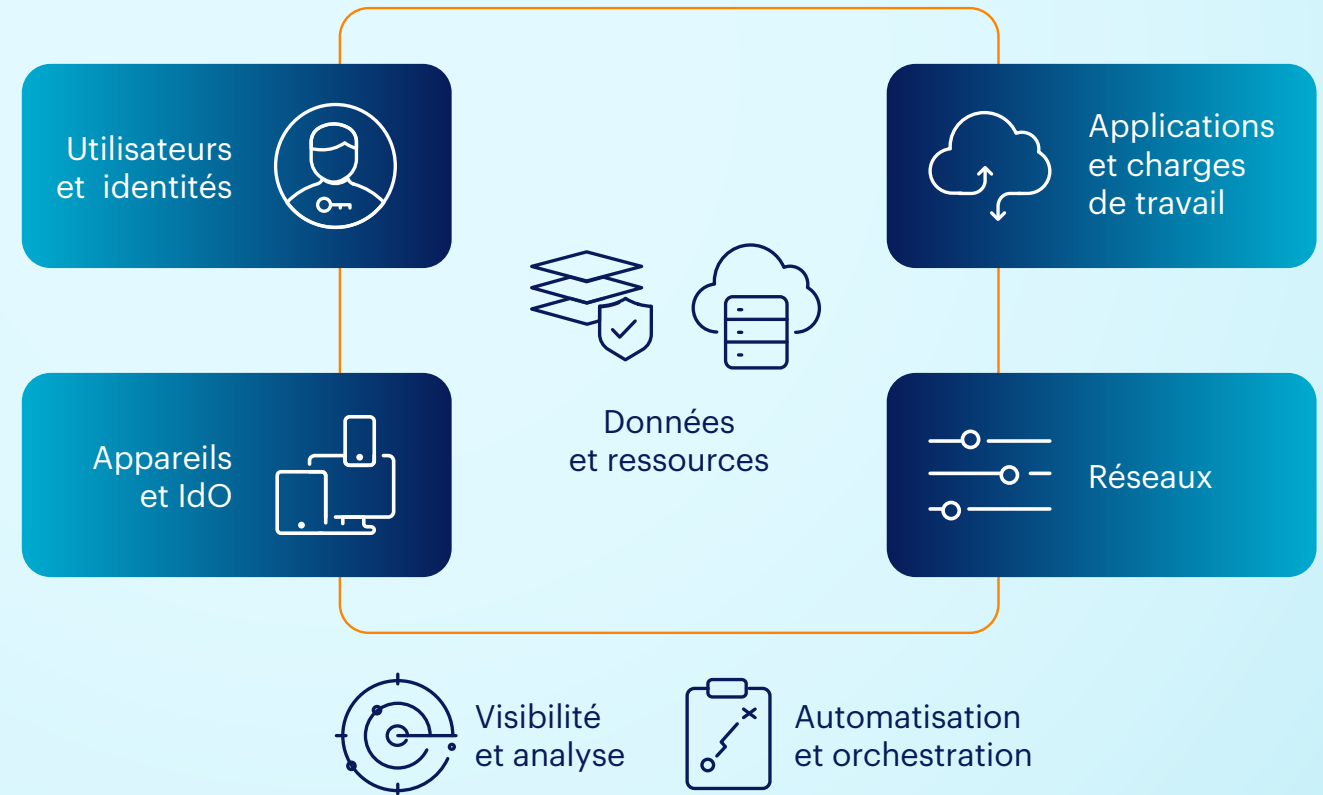 Utilisateurs
et identités
Applications
et charges
de travail
Appareils
et IdO
Données
et ressources
Réseaux
Visibilité
et analyse
Automatisation
et orchestration